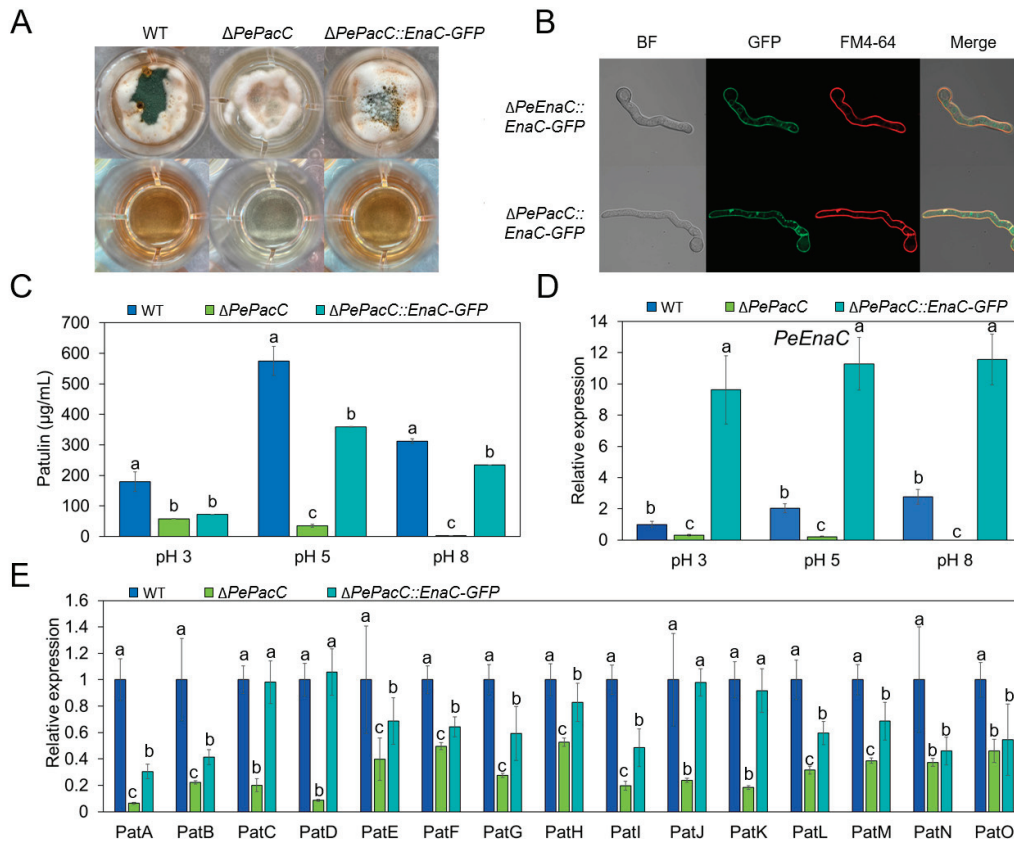 A
WT ΔPePacC ΔPePacC::EnaC-GFP
B
BF GFP FM4-64 Merge
ΔPeEnaC::
EnaC-GFP
ΔPePacC::
EnaC-GFP
C
WT ΔPePacC ΔPePacC::EnaC-GFP
Patulin (µg/mL)
700
600
500
400
300
200
100
0
a b b a c b a c b
pH 3 pH 5 pH 8
D
WT ΔPePacC ΔPePacC::EnaC-GFP
PeEnaC
Relative expression
14
12
10
8
6
4
2
0
b c a b c a b c a
pH 3 pH 5 pH 8
E
WT ΔPePacC ΔPePacC::EnaC-GFP
Relative expression
1.6
1.4
1.2
1
0.8
0.6
0.4
0.2
0
a c b a c b a b a a b a a c b a c b a c b a c b a c b a b a a b a a c b a c b a b b a b b
PatA PatB PatC PatD PatE PatF PatG PatH PatI PatJ PatK PatL PatM PatN PatO